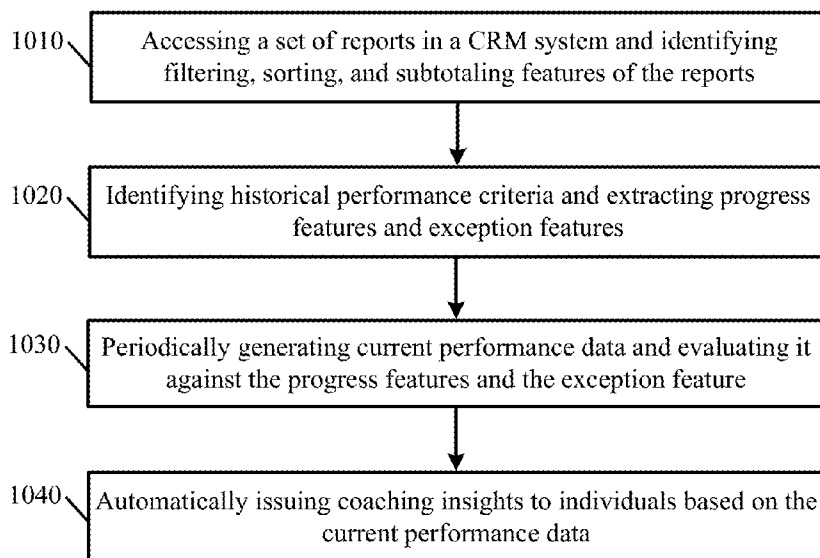 1010
Accessing a set of reports in a CRM system and identifying
filtering, sorting, and subtotaling features of the reports
1020
Identifying historical performance criteria and extracting progress
features and exception features
1030
Periodically generating current performance data and evaluating it
against the progress features and the exception feature
1040
Automatically issuing coaching insights to individuals based on the
current performance data